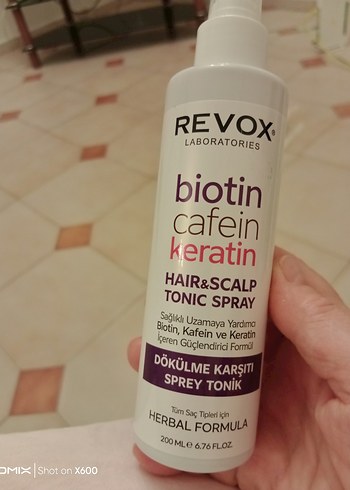 REVOX®
LABORATORIES
biotin
cafein
keratin
HAIR&SCALP
TONIC SPRAY
Sağlıklı Uzamaya Yardımcı
Biotin, Kafein ve Keratin
İçeren Güçlendirici Formül
DÖKÜLME KARŞITI
SPREY TONİK
Tüm Saç Tipleri için
HERBAL FORMULA
200 ML ℮ 6.76 FL.OZ.
OMIX | Shot on X600